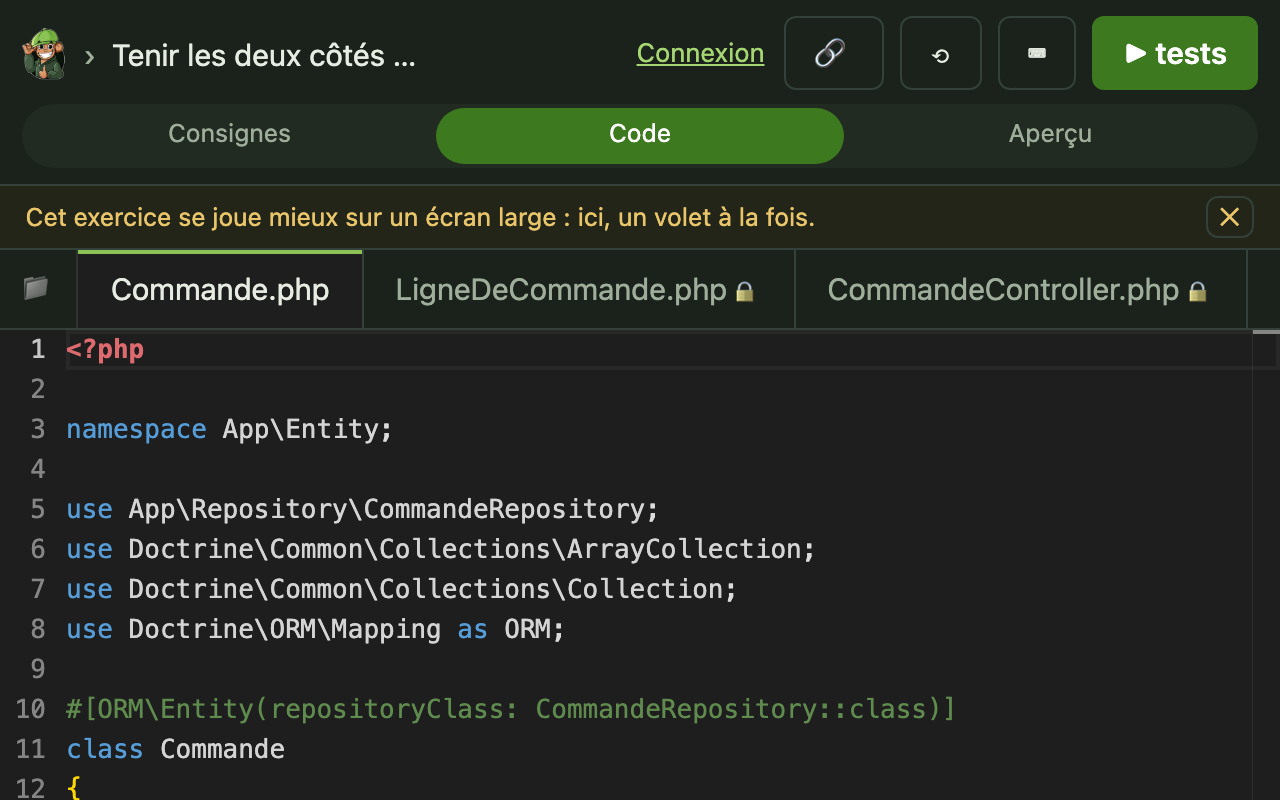 › Tenir les deux côtés ...
Connexion
tests
Consignes
Code
Aperçu
Cet exercice se joue mieux sur un écran large : ici, un volet à la fois.
Commande.php
LigneDeCommande.php
CommandeController.php
1 <?php
2
3 namespace App\Entity;
4
5 use App\Repository\CommandeRepository;
6 use Doctrine\Common\Collections\ArrayCollection;
7 use Doctrine\Common\Collections\Collection;
8 use Doctrine\ORM\Mapping as ORM;
9
10 #[ORM\Entity(repositoryClass: CommandeRepository::class)]
11 class Commande
12 {